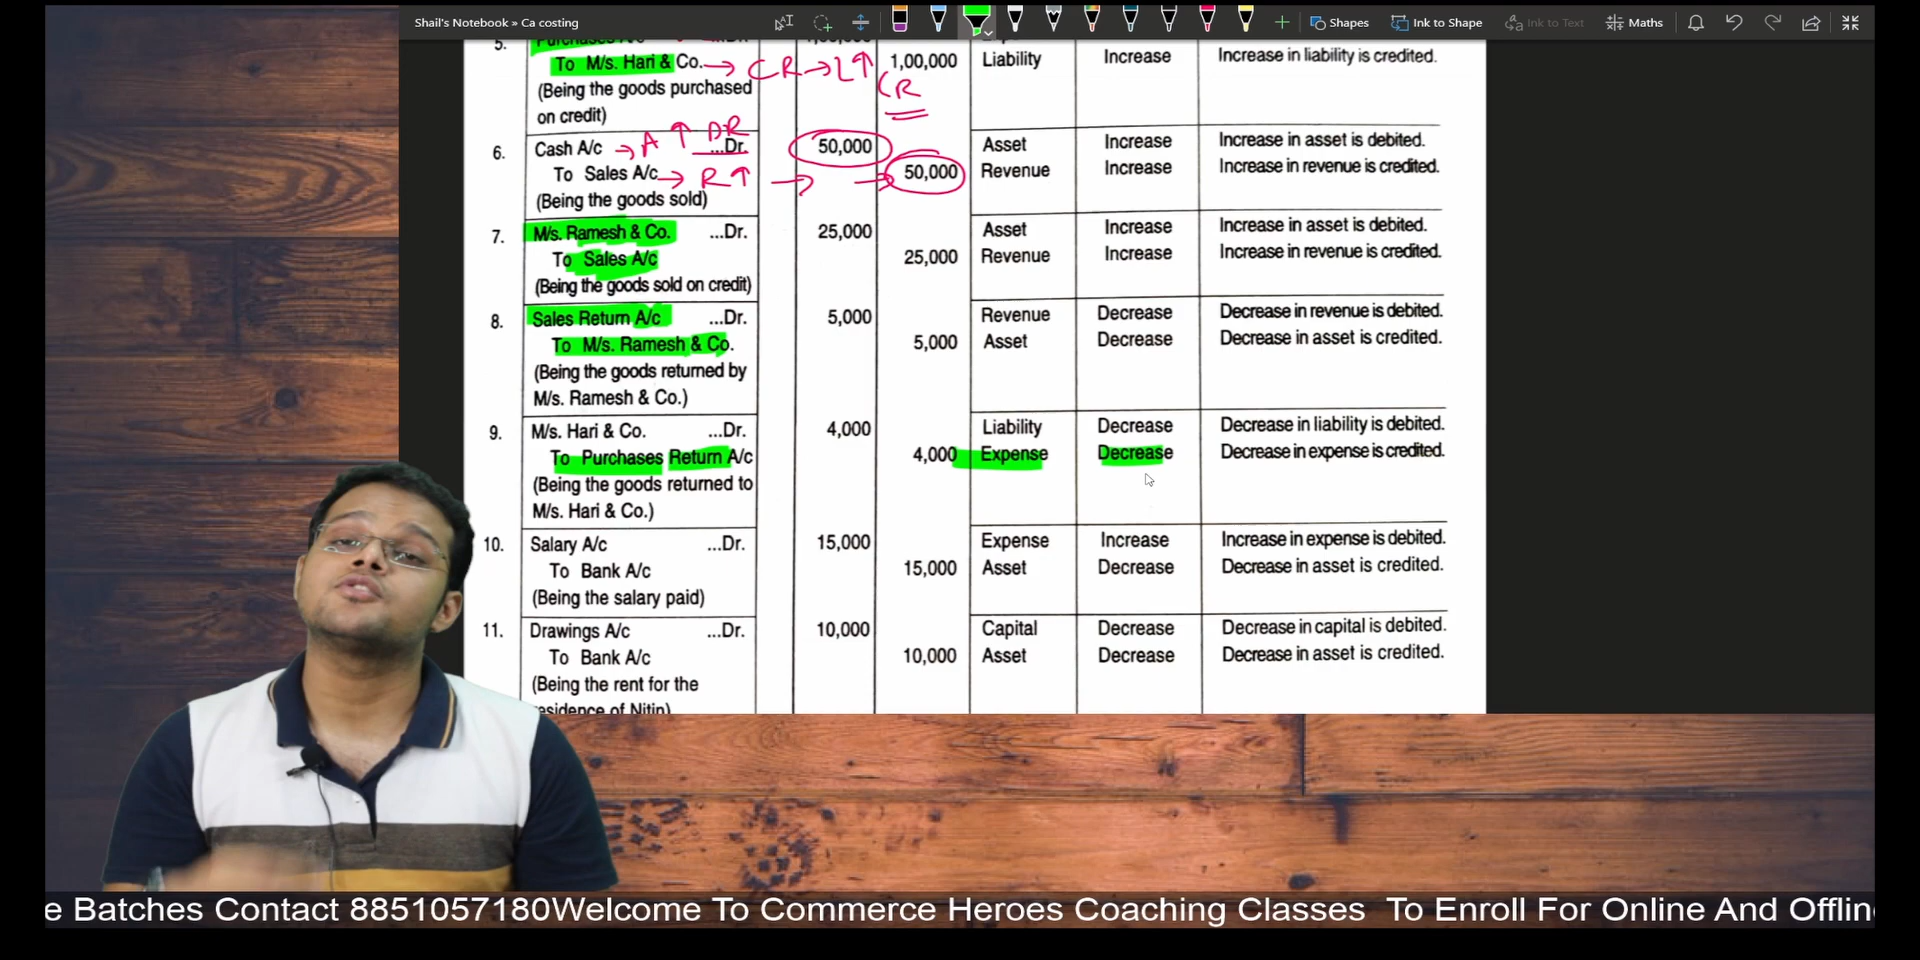 Shail's Notebook » Ca costing
Shapes
Ink to Shape
Ink to Text
Maths
5. Purchases A/c ...Dr. 1,00,000
To M/s. Hari & Co. → CR → L↑ 1,00,000 Liability Increase Increase in liability is credited.
(Being the goods purchased CR
on credit)
A ↑ DR
6. Cash A/c ...Dr. 50,000 Asset Increase Increase in asset is debited.
To Sales A/c → R↑ → → 50,000 Revenue Increase Increase in revenue is credited.
(Being the goods sold)
7. M/s. Ramesh & Co. ...Dr. 25,000 Asset Increase Increase in asset is debited.
To Sales A/c 25,000 Revenue Increase Increase in revenue is credited.
(Being the goods sold on credit)
8. Sales Return A/c ...Dr. 5,000 Revenue Decrease Decrease in revenue is debited.
To M/s. Ramesh & Co. 5,000 Asset Decrease Decrease in asset is credited.
(Being the goods returned by
M/s. Ramesh & Co.)
9. M/s. Hari & Co. ...Dr. 4,000 Liability Decrease Decrease in liability is debited.
To Purchases Return A/c 4,000 Expense Decrease Decrease in expense is credited.
(Being the goods returned to
M/s. Hari & Co.)
10. Salary A/c ...Dr. 15,000 Expense Increase Increase in expense is debited.
To Bank A/c 15,000 Asset Decrease Decrease in asset is credited.
(Being the salary paid)
11. Drawings A/c ...Dr. 10,000 Capital Decrease Decrease in capital is debited.
To Bank A/c 10,000 Asset Decrease Decrease in asset is credited.
(Being the rent for the
residence of Nitin)
e Batches Contact 8851057180Welcome To Commerce Heroes Coaching Classes To Enroll For Online And Offlin